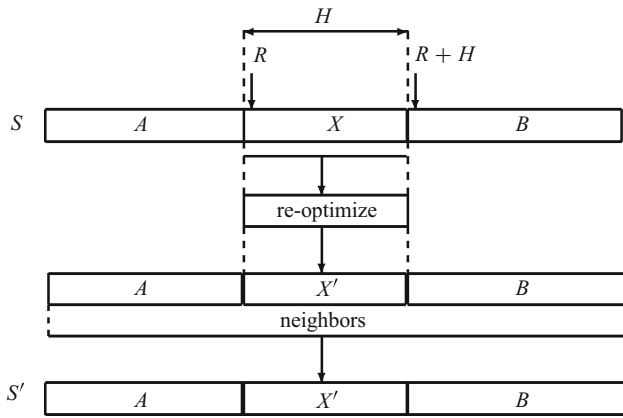 H
R
R + H
S
A X B
re-optimize
A X′ B
neighbors
S′
A X′ B